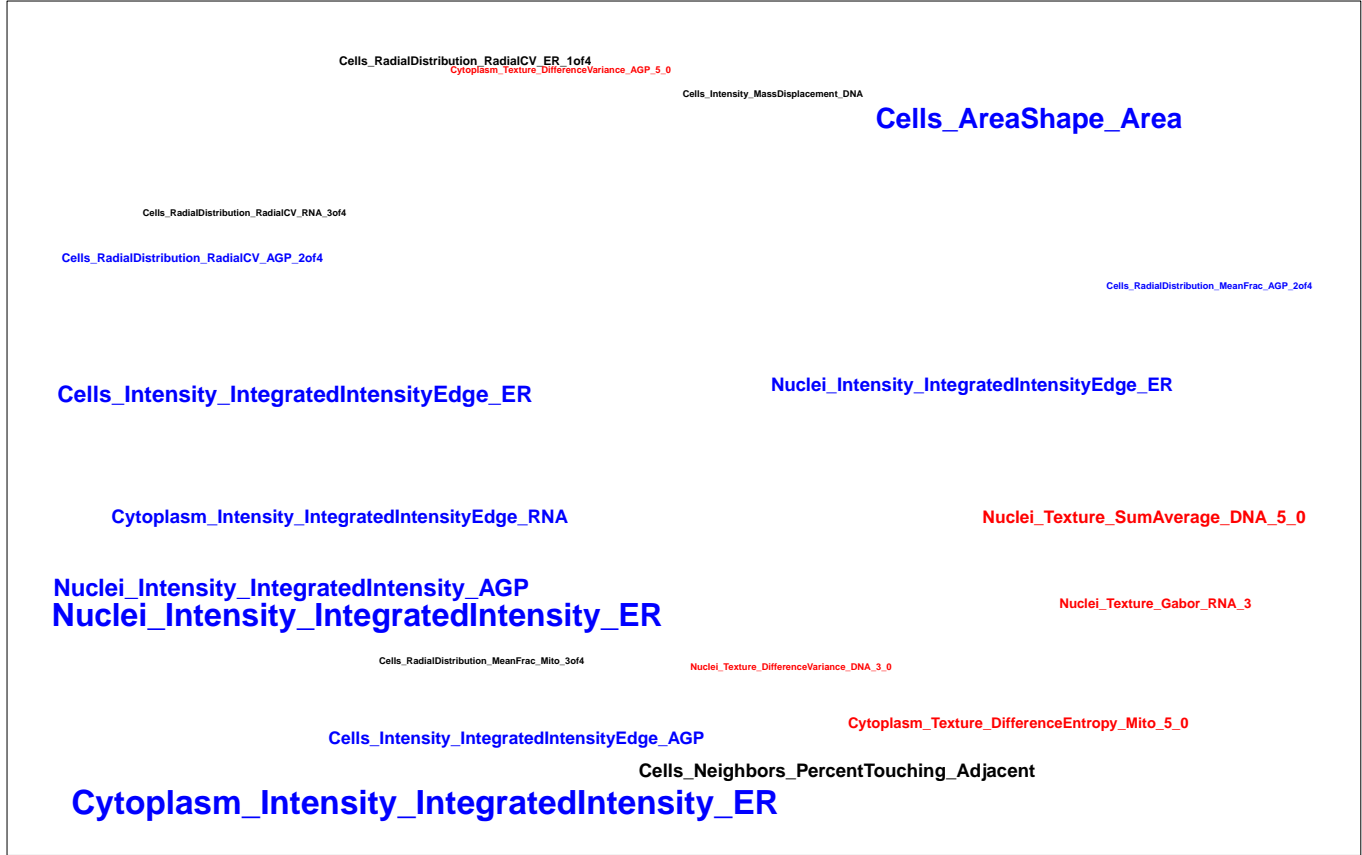 Cells_RadialDistribution_RadialCV_ER_1of4
Cytoplasm_Texture_DifferenceVariance_AGP_5_0
Cells_Intensity_MassDisplacement_DNA
Cells_AreaShape_Area
Cells_RadialDistribution_RadialCV_RNA_3of4
Cells_RadialDistribution_RadialCV_AGP_2of4
Cells_RadialDistribution_MeanFrac_AGP_2of4
Cells_Intensity_IntegratedIntensityEdge_ER
Nuclei_Intensity_IntegratedIntensityEdge_ER
Cytoplasm_Intensity_IntegratedIntensityEdge_RNA
Nuclei_Texture_SumAverage_DNA_5_0
Nuclei_Intensity_IntegratedIntensity_AGP
Nuclei_Texture_Gabor_RNA_3
Nuclei_Intensity_IntegratedIntensity_ER
Cells_RadialDistribution_MeanFrac_Mito_3of4
Nuclei_Texture_DifferenceVariance_DNA_3_0
Cytoplasm_Texture_DifferenceEntropy_Mito_5_0
Cells_Intensity_IntegratedIntensityEdge_AGP
Cells_Neighbors_PercentTouching_Adjacent
Cytoplasm_Intensity_IntegratedIntensity_ER